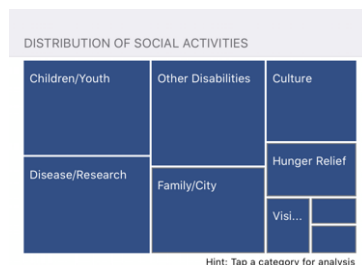 DISTRIBUTION OF SOCIAL ACTIVITIES
Children/Youth
Other Disabilities
Culture
Hunger Relief
Disease/Research
Family/City
Visi...
Hint: Tap a category for analysis